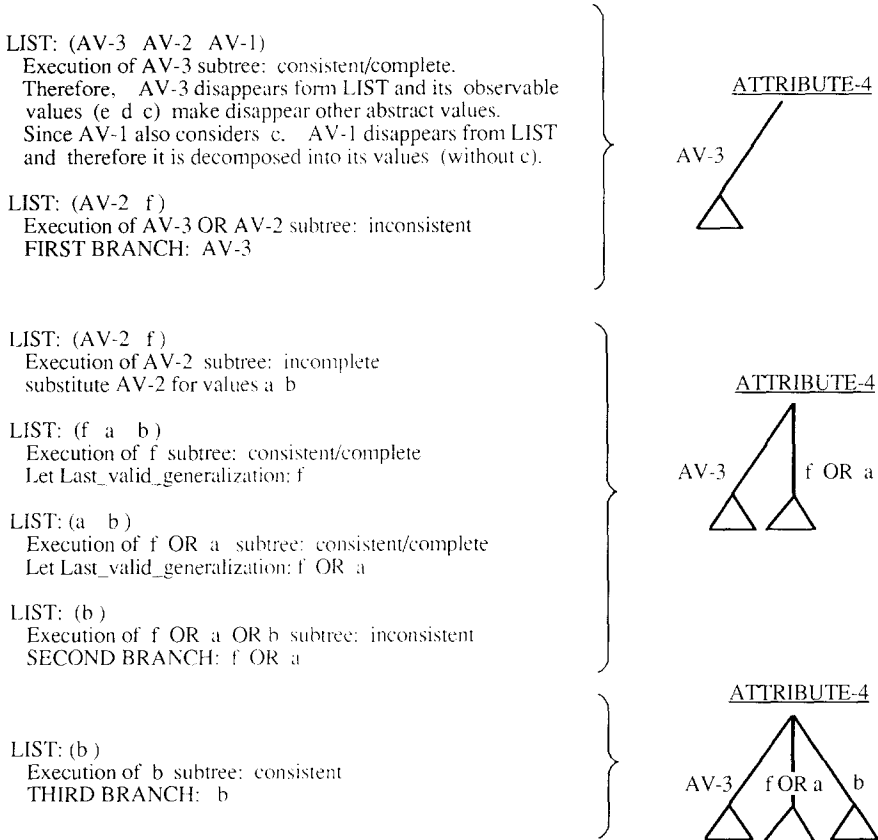 LIST: (AV-3 AV-2 AV-1)
Execution of AV-3 subtree: consistent/complete.
Therefore, AV-3 disappears form LIST and its observable
values (e d c) make disappear other abstract values.
Since AV-1 also considers c. AV-1 disappears from LIST
and therefore it is decomposed into its values (without c).
ATTRIBUTE-4
AV-3
LIST: (AV-2 f)
Execution of AV-3 OR AV-2 subtree: inconsistent
FIRST BRANCH: AV-3
LIST: (AV-2 f)
Execution of AV-2 subtree: incomplete
substitute AV-2 for values a b
ATTRIBUTE-4
LIST: (f a b)
Execution of f subtree: consistent/complete
Let Last_valid_generalization: f
AV-3 f OR a
LIST: (a b)
Execution of f OR a subtree: consistent/complete
Let Last_valid_generalization: f OR a
LIST: (b)
Execution of f OR a OR b subtree: inconsistent
SECOND BRANCH: f OR a
ATTRIBUTE-4
LIST: (b)
Execution of b subtree: consistent
THIRD BRANCH: b
AV-3 f OR a b